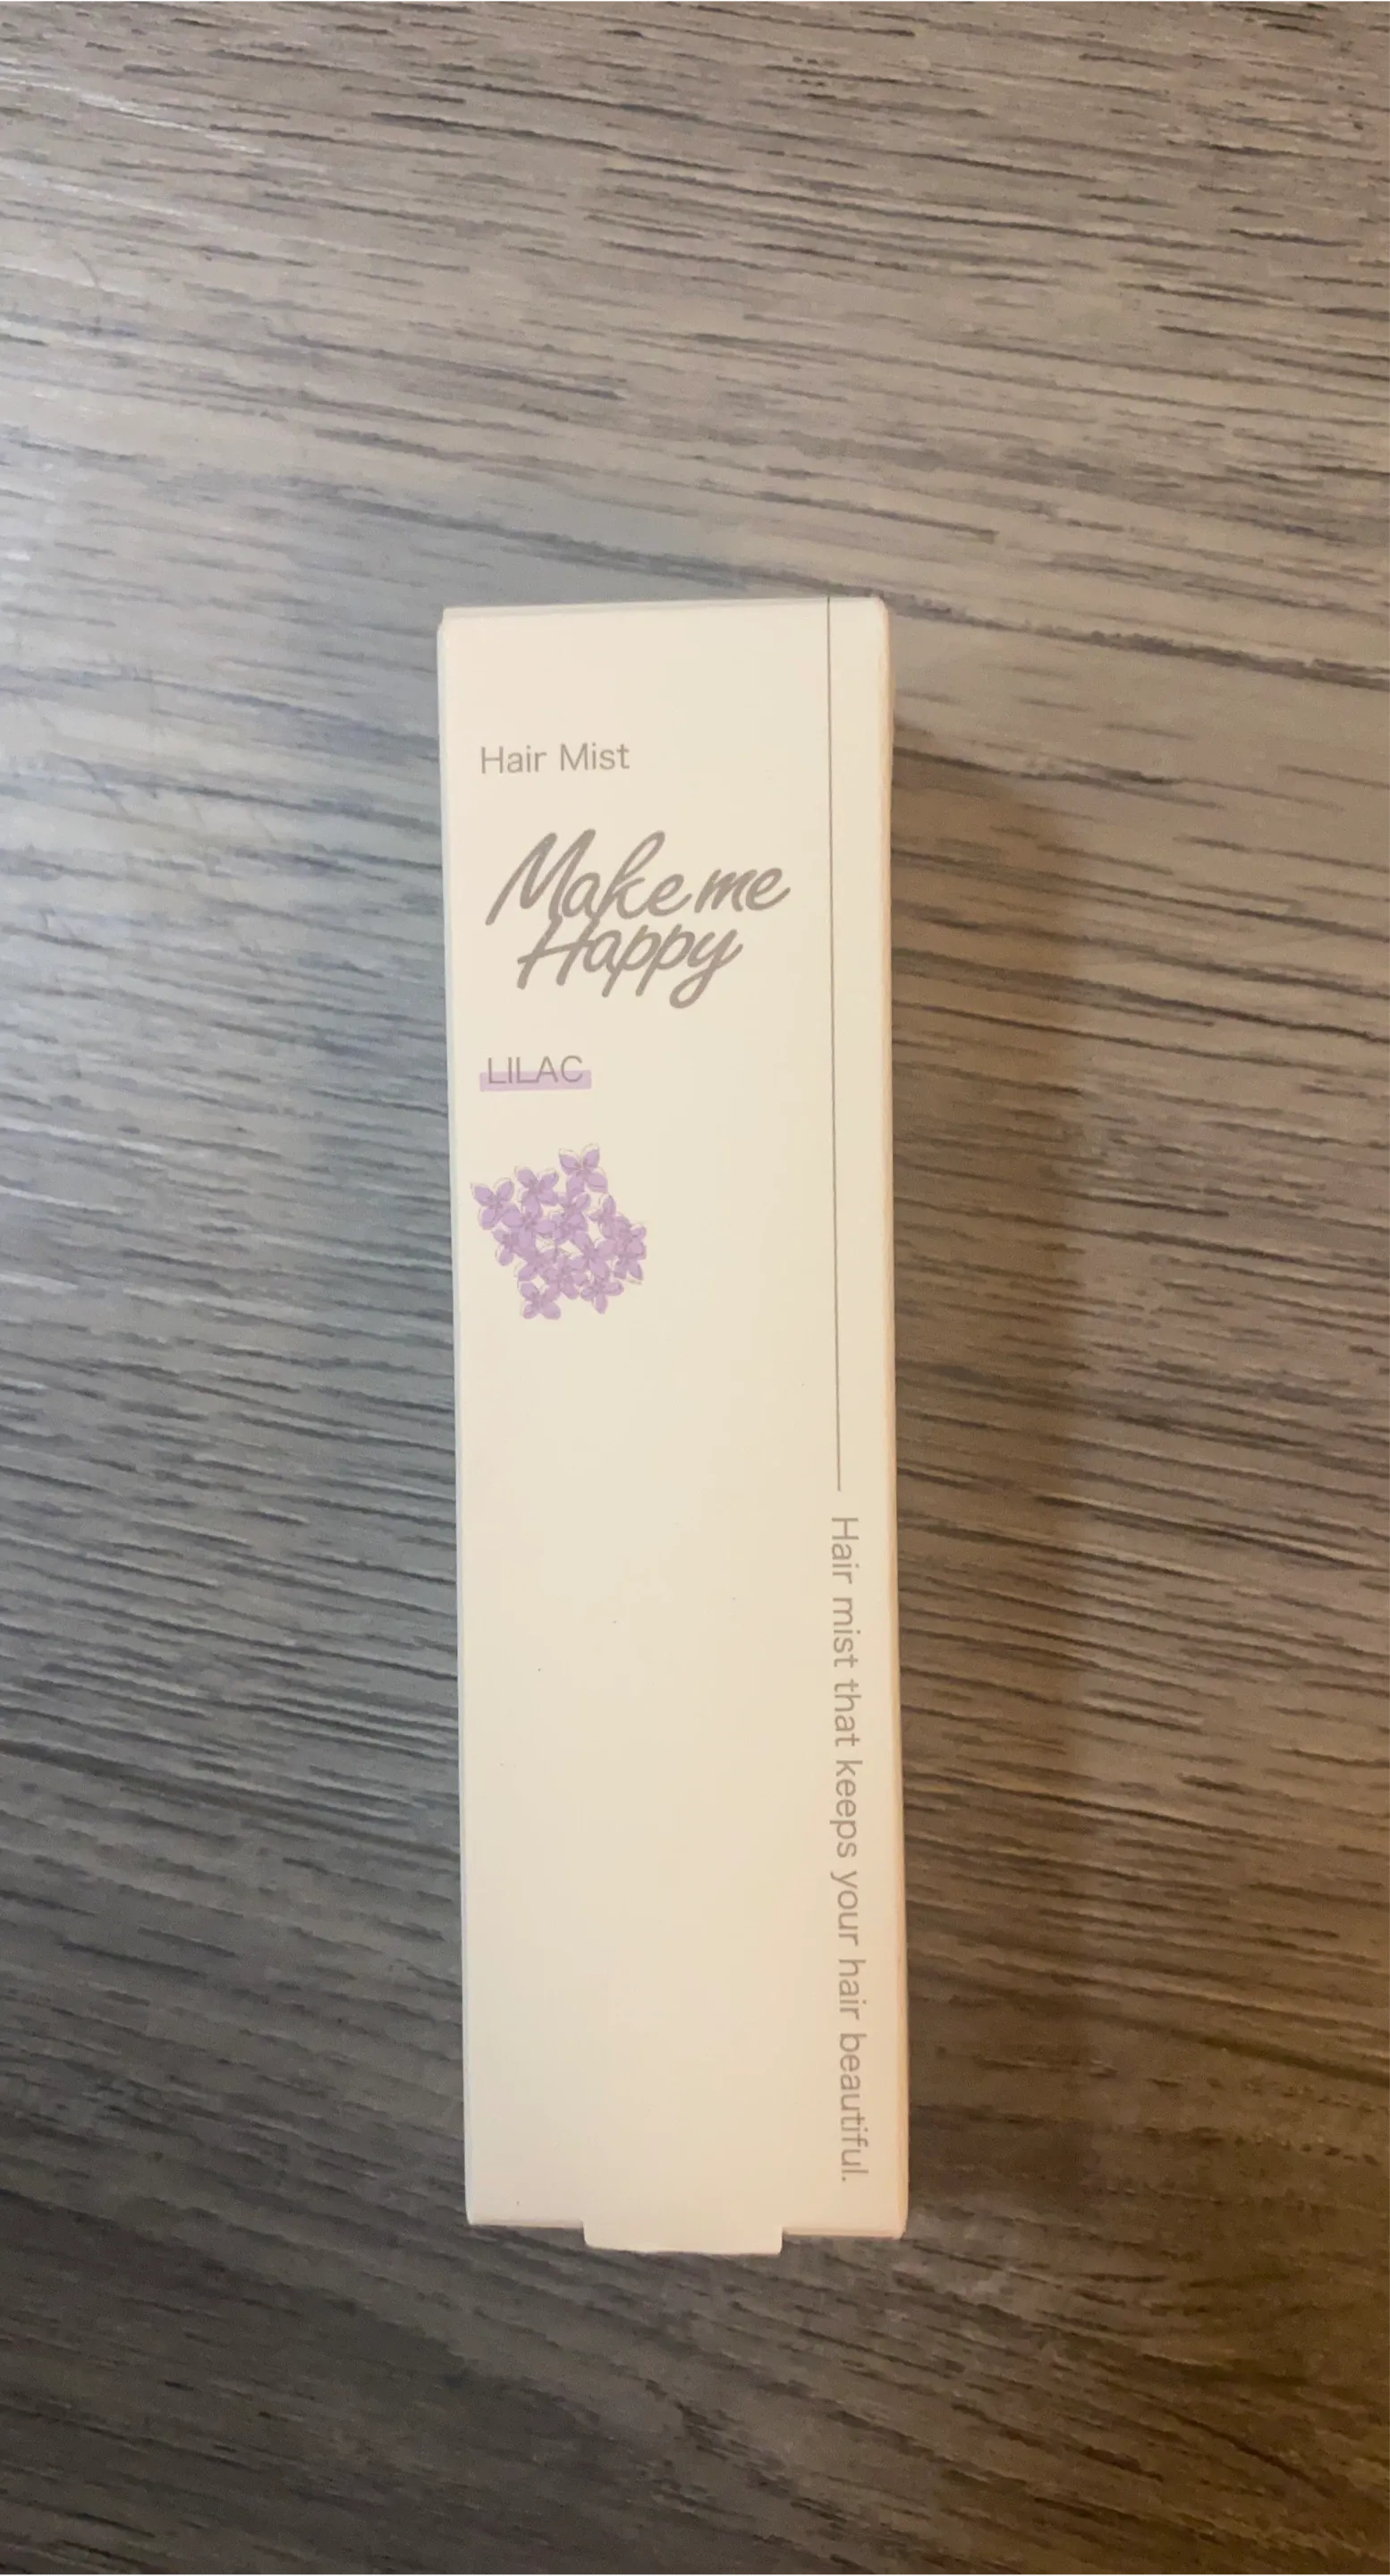 Hair Mist
Make me
Happy
LILAC
Hair mist that keeps your hair beautiful.